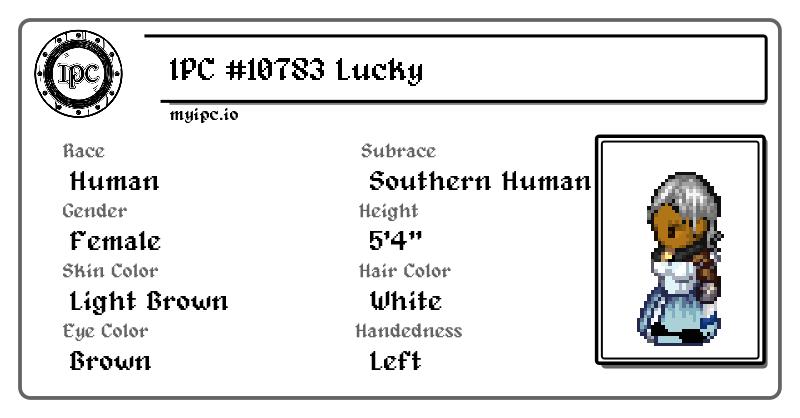 IPC
IPC #10783 Lucky
myipc.io
Race
Subrace
Human
Southern Human
Gender
Height
Female
5'4"
Skin Color
Hair Color
Light Brown
White
Eye Color
Handedness
Brown
Left